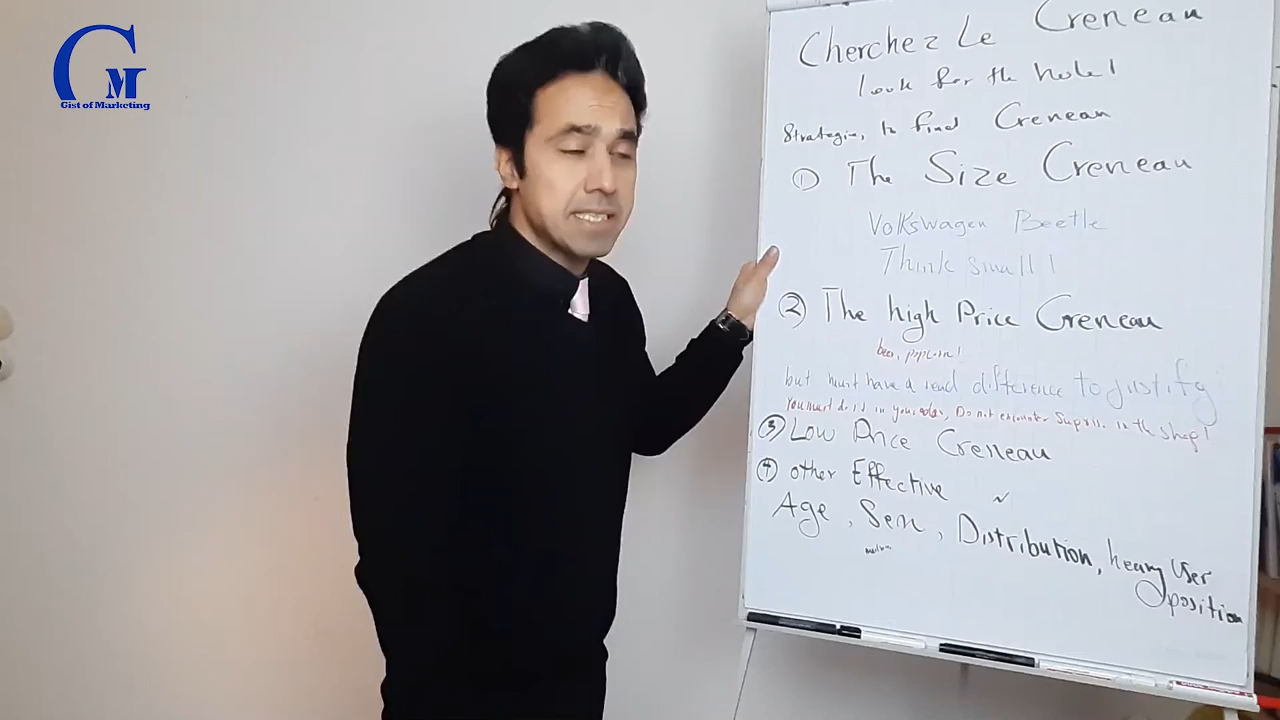 GM
Gist of Marketing
Cherchez Le Creneau
look for the hole!
Strategies to find Creneau
① The Size Creneau
Volkswagen Beetle
Think small!
② The high Price Creneau
beer, popcorn!
but must have a real difference to justify
You must do it in your, Do not encounter Suprise in the shop!
③ Low Price Creneau
④ other Effective
Age, Sex, Distribution, heavy User
position